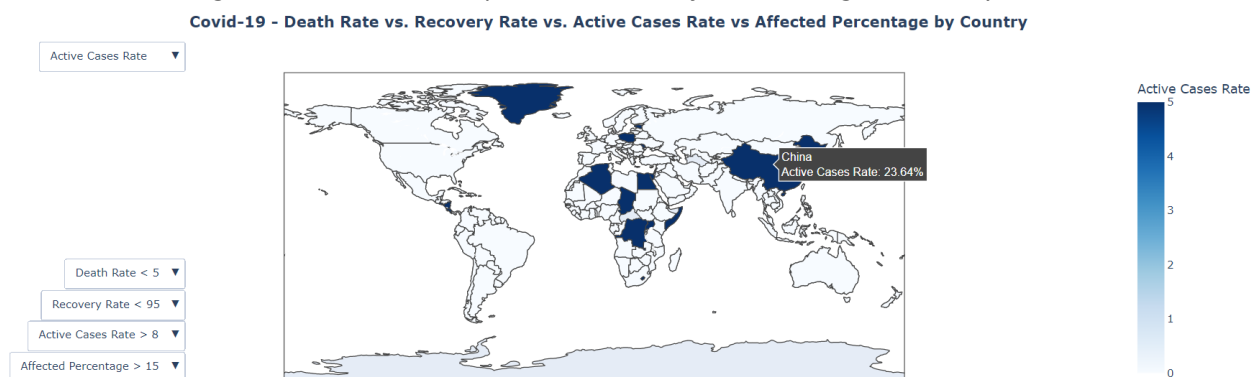 Covid-19 - Death Rate vs. Recovery Rate vs. Active Cases Rate vs Affected Percentage by Country
Active Cases Rate ▼
Active Cases Rate
5
4
3
2
1
0
China
Active Cases Rate: 23.64%
Death Rate < 5 ▼
Recovery Rate < 95 ▼
Active Cases Rate > 8 ▼
Affected Percentage > 15 ▼